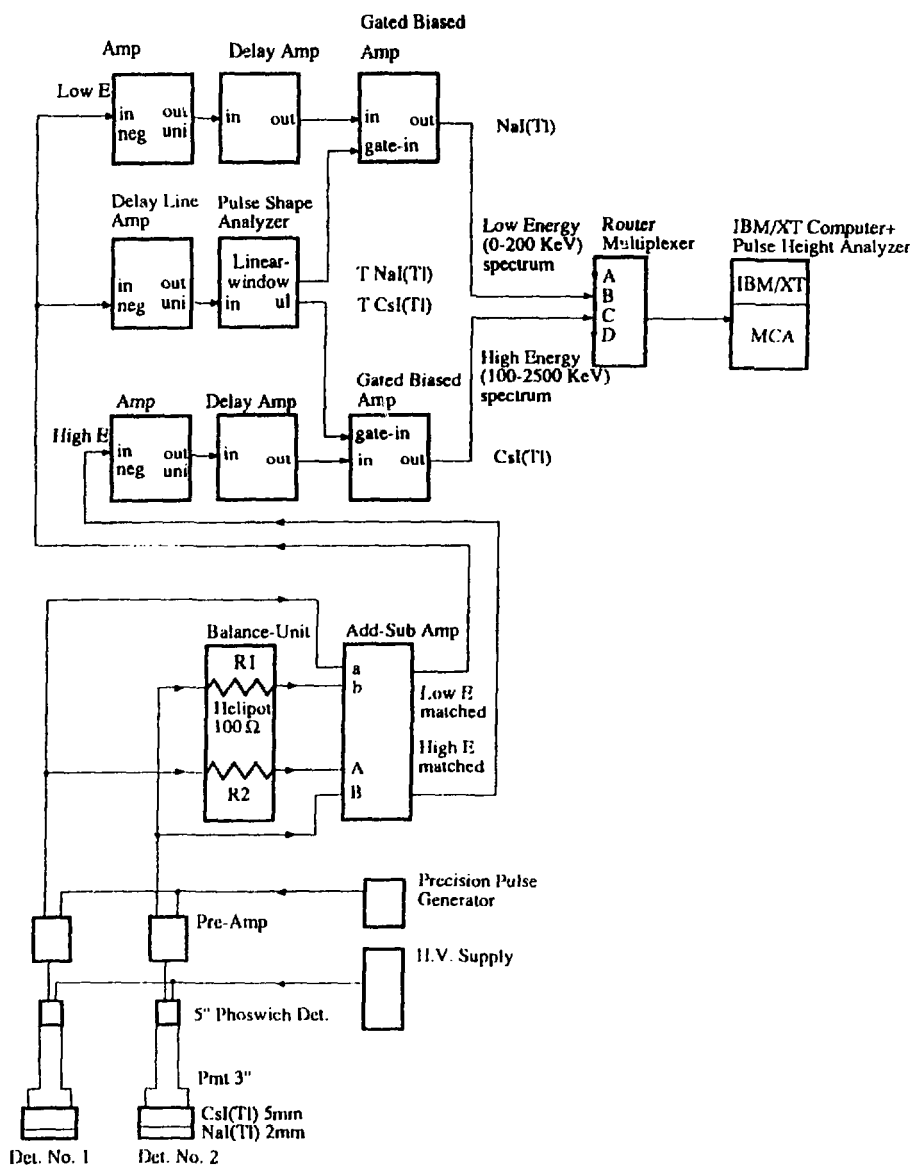 Gated Biased
Amp Delay Amp Amp
Low E
in out
neg uni
in out
in out
gate-in
NaI(Tl)
Delay Line
Amp
Pulse Shape
Analyzer
in out
neg uni
Linear-
window
in ul
T NaI(Tl)
T CsI(Tl)
Low Energy
(0-200 KeV)
spectrum
Router
Multiplexer
A
B
C
D
IBM/XT Computer+
Pulse Height Analyzer
IBM/XT
MCA
High Energy
(100-2500 KeV)
spectrum
Gated Biased
Amp Delay Amp Amp
High E
in out
neg uni
in out
gate-in
in out
CsI(Tl)
Balance-Unit Add-Sub Amp
R1
Helipot
100 Ω
R2
a
b
A
B
Low E
matched
High E
matched
Precision Pulse
Generator
Pre-Amp
H.V. Supply
5" Phoswich Det.
Pmt 3"
CsI(Tl) 5mm
NaI(Tl) 2mm
Det. No. 1 Det. No. 2